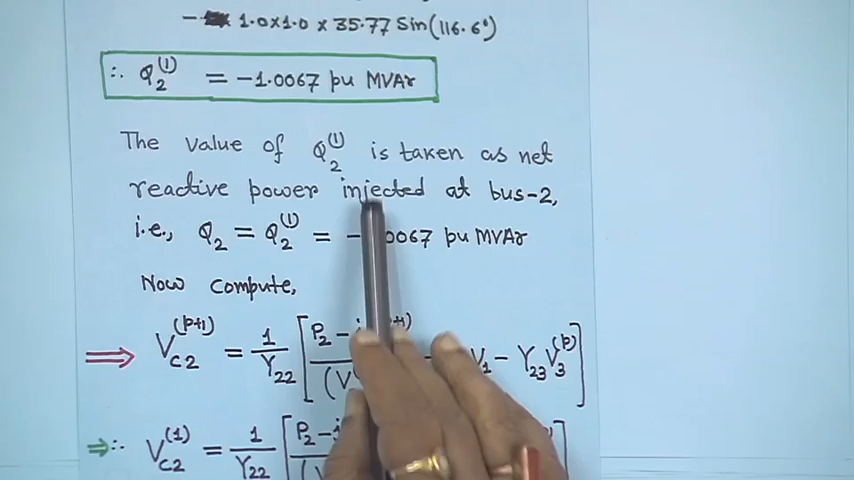 - 1.0x1.0 x 35.77 Sin(116.6°)
∴ Q₂⁽¹⁾ = -1.0067 pu MVAr
The value of Q₂⁽¹⁾ is taken as net
reactive power injected at bus-2,
i.e., Q₂ = Q₂⁽¹⁾ = - 0067 pu MVAr
Now compute,
⇒ V_C2^(p+1) = 1/Y₂₂ [ P₂ - V₁ - Y₂₃ V₃^(p) ]
⇒ ∴ V_C2^(1) = 1/Y₂₂ [ P₂ -